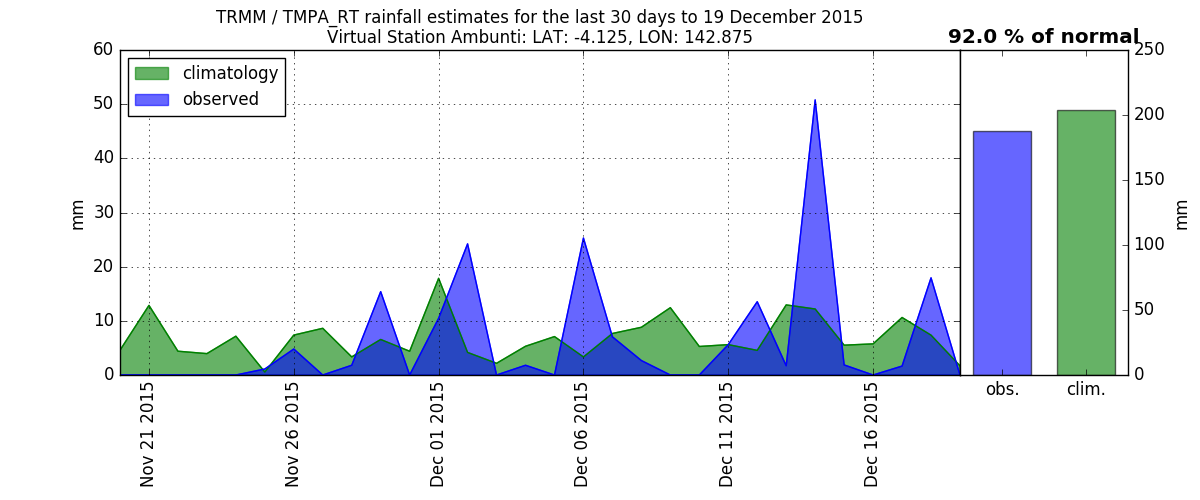 TRMM / TMPA_RT rainfall estimates for the last 30 days to 19 December 2015
Virtual Station Ambunti: LAT: -4.125, LON: 142.875
92.0 % of normal
climatology
observed
60
50
40
30
20
10
0
mm
250
200
150
100
50
0
mm
Nov 21 2015
Nov 26 2015
Dec 01 2015
Dec 06 2015
Dec 11 2015
Dec 16 2015
obs.
clim.